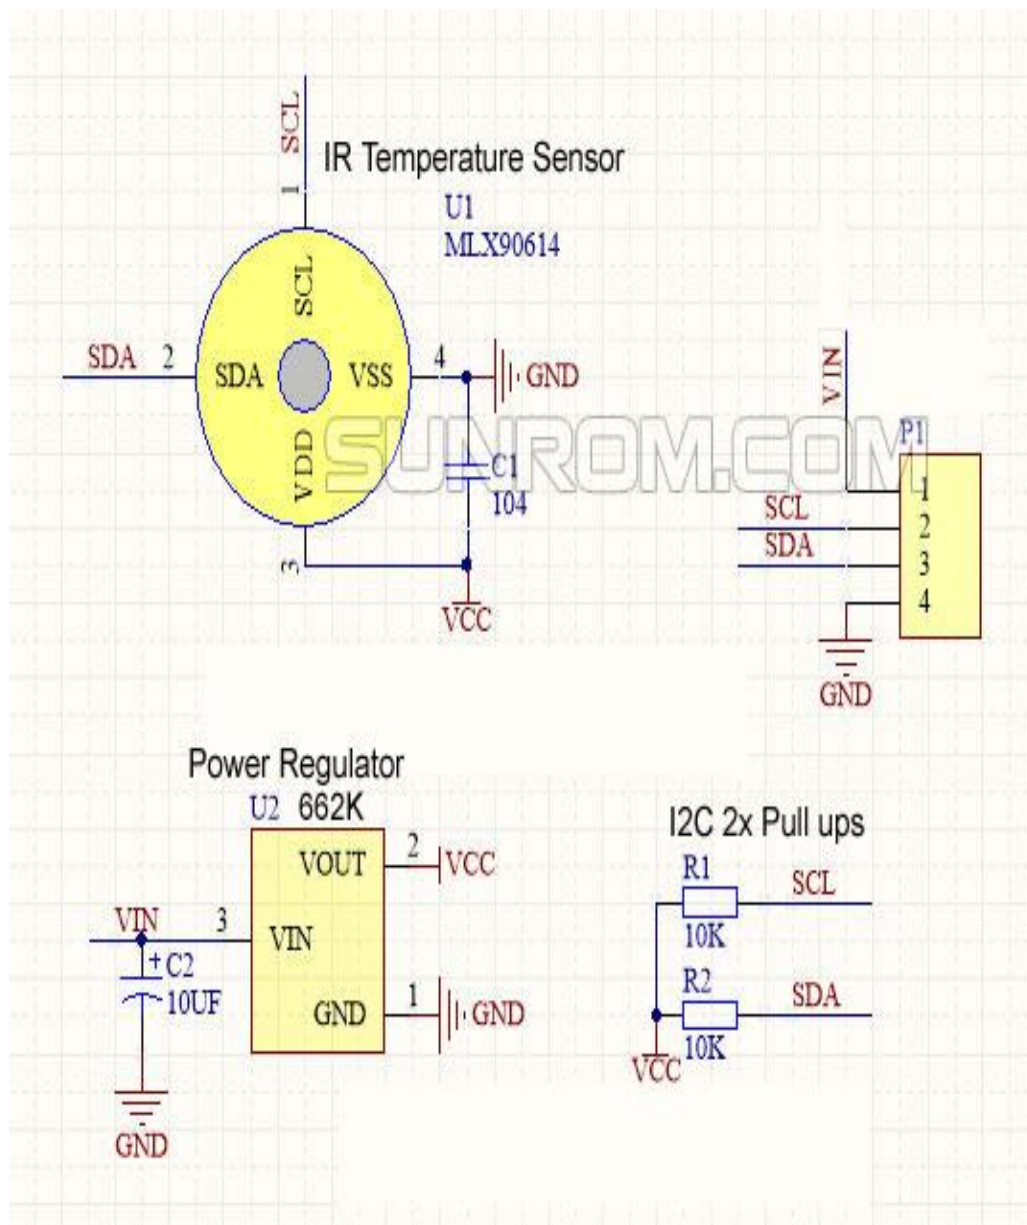 SCL
1
IR Temperature Sensor
U1
MLX90614
SCL
SDA 2
SDA
VSS
4
GND
VDD
3
C1
104
VCC
SUNROM.COM
VIN
P1
1
SCL
2
SDA
3
4
GND
Power Regulator
U2 662K
VOUT
2
VCC
VIN
3
VIN
+
C2
10UF
GND
1
GND
GND
I2C 2x Pull ups
R1
SCL
10K
R2
SDA
10K
VCC